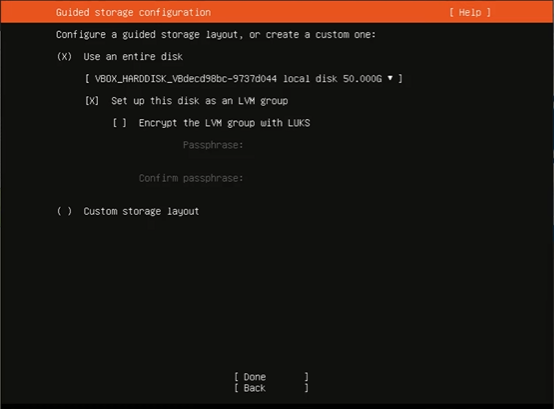 Guided storage configuration [ Help ]
Configure a guided storage layout, or create a custom one:
(X) Use an entire disk
[ VBOX_HARDDISK_VBdecd98bc-9737d044 local disk 50.000G ▾ ]
[X] Set up this disk as an LVM group
[ ] Encrypt the LVM group with LUKS
Passphrase:
Confirm passphrase:
( ) Custom storage layout
[ Done ]
[ Back ]